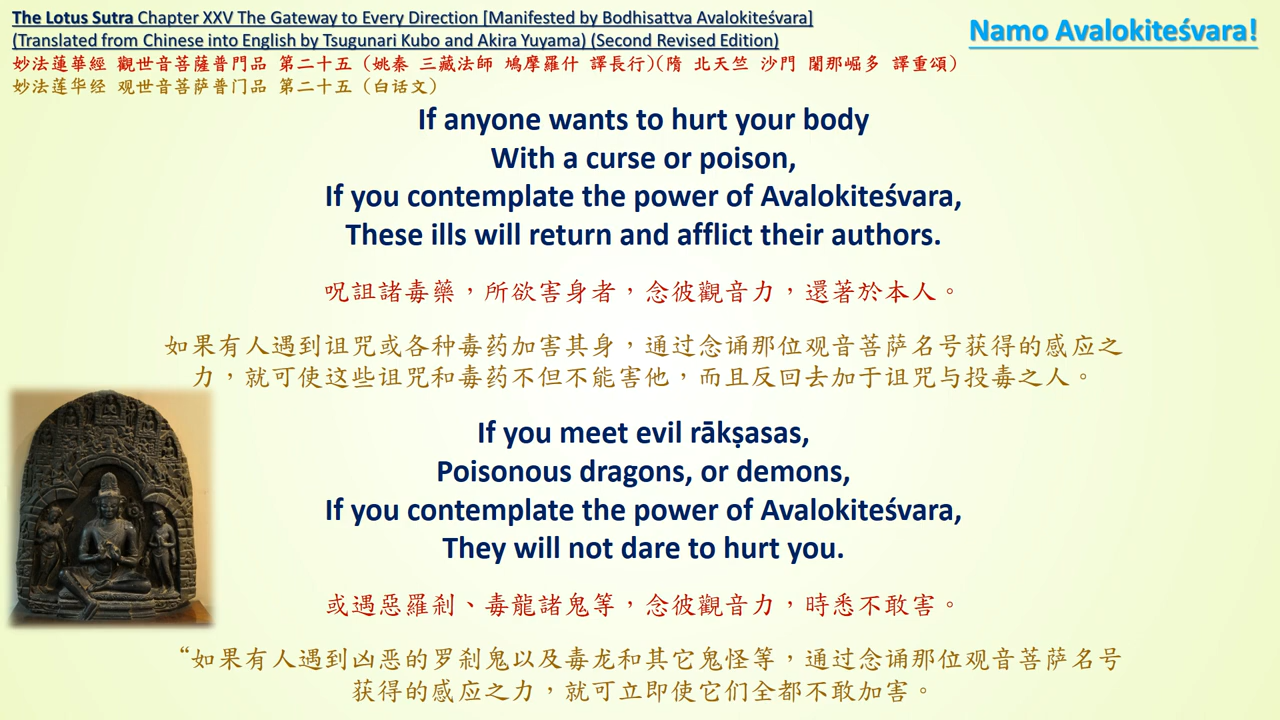 The Lotus Sutra Chapter XXV The Gateway to Every Direction [Manifested by Bodhisattva Avalokiteśvara]
(Translated from Chinese into English by Tsugunari Kubo and Akira Yuyama) (Second Revised Edition)
妙法蓮華經 觀世音菩薩普門品 第二十五 (姚秦 三藏法師 鳩摩羅什 譯長行)(隋 北天竺 沙門 闍那崛多 譯重頌)
妙法莲华经 观世音菩萨普门品 第二十五 (白话文)
Namo Avalokiteśvara!
If anyone wants to hurt your body
With a curse or poison,
If you contemplate the power of Avalokiteśvara,
These ills will return and afflict their authors.
呪詛諸毒藥，所欲害身者，念彼觀音力，還著於本人。
如果有人遇到诅咒或各种毒药加害其身，通过念诵那位观音菩萨名号获得的感应之
力，就可使这些诅咒和毒药不但不能害他，而且反回去加于诅咒与投毒之人。
If you meet evil rākṣasas,
Poisonous dragons, or demons,
If you contemplate the power of Avalokiteśvara,
They will not dare to hurt you.
或遇惡羅剎、毒龍諸鬼等，念彼觀音力，時悉不敢害。
“如果有人遇到凶恶的罗刹鬼以及毒龙和其它鬼怪等，通过念诵那位观音菩萨名号
获得的感应之力，就可立即使它们全都不敢加害。